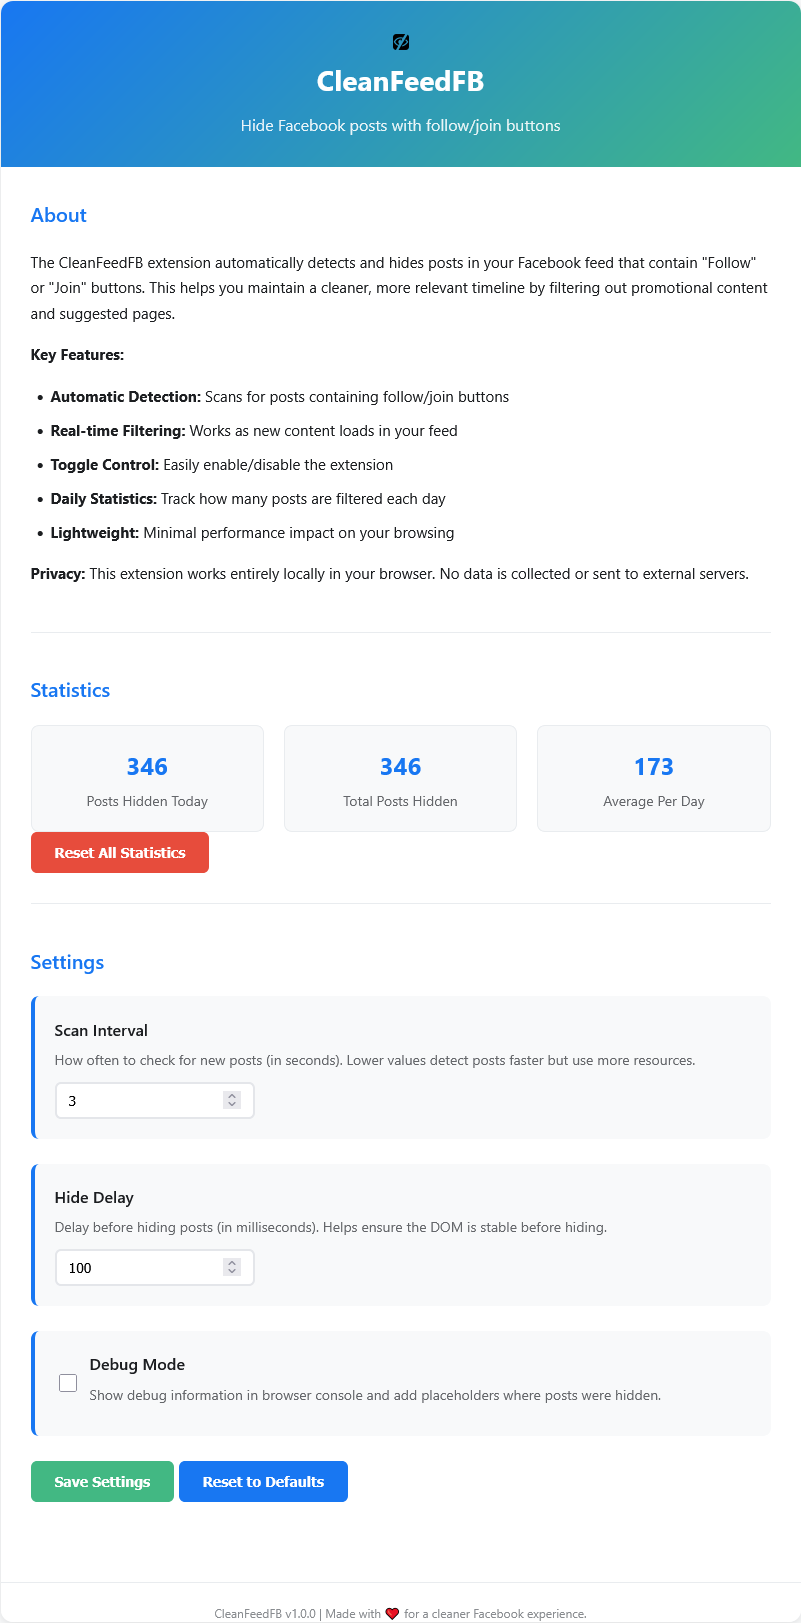 CleanFeedFB
Hide Facebook posts with follow/join buttons
About
The CleanFeedFB extension automatically detects and hides posts in your Facebook feed that contain "Follow"
or "Join" buttons. This helps you maintain a cleaner, more relevant timeline by filtering out promotional content
and suggested pages.
Key Features:
• Automatic Detection: Scans for posts containing follow/join buttons
• Real-time Filtering: Works as new content loads in your feed
• Toggle Control: Easily enable/disable the extension
• Daily Statistics: Track how many posts are filtered each day
• Lightweight: Minimal performance impact on your browsing
Privacy: This extension works entirely locally in your browser. No data is collected or sent to external servers.
Statistics
346
Posts Hidden Today
346
Total Posts Hidden
173
Average Per Day
Reset All Statistics
Settings
Scan Interval
How often to check for new posts (in seconds). Lower values detect posts faster but use more resources.
3
Hide Delay
Delay before hiding posts (in milliseconds). Helps ensure the DOM is stable before hiding.
100
Debug Mode
Show debug information in browser console and add placeholders where posts were hidden.
Save Settings
Reset to Defaults
CleanFeedFB v1.0.0 | Made with ❤️ for a cleaner Facebook experience.